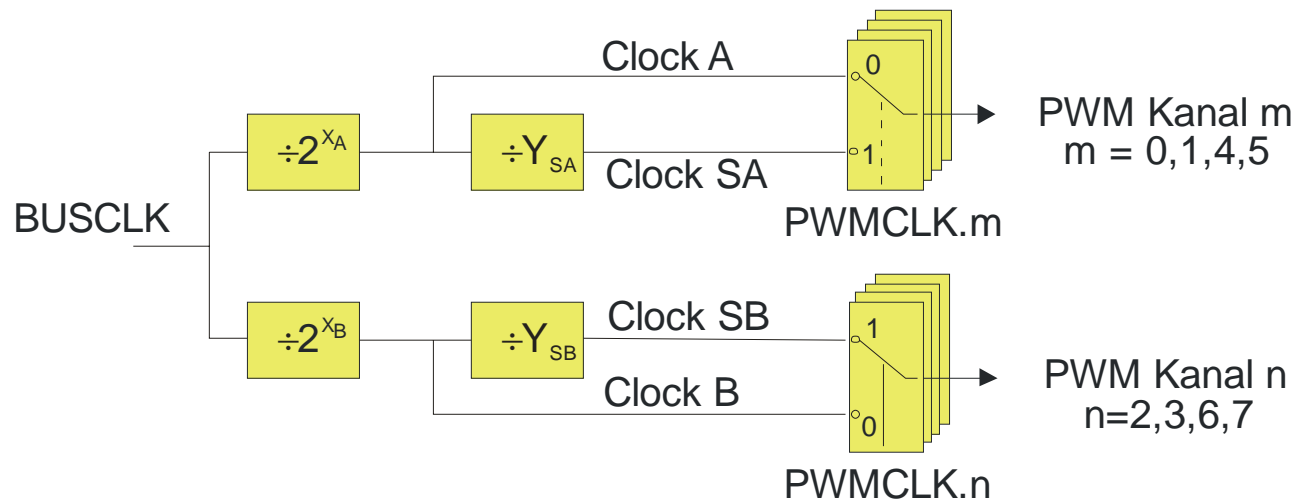 Clock A
0
÷2^XA
÷Y_SA
PWM Kanal m
m = 0,1,4,5
1
Clock SA
BUSCLK
PWMCLK.m
÷2^XB
÷Y_SB
Clock SB
1
Clock B
0
PWM Kanal n
n=2,3,6,7
PWMCLK.n